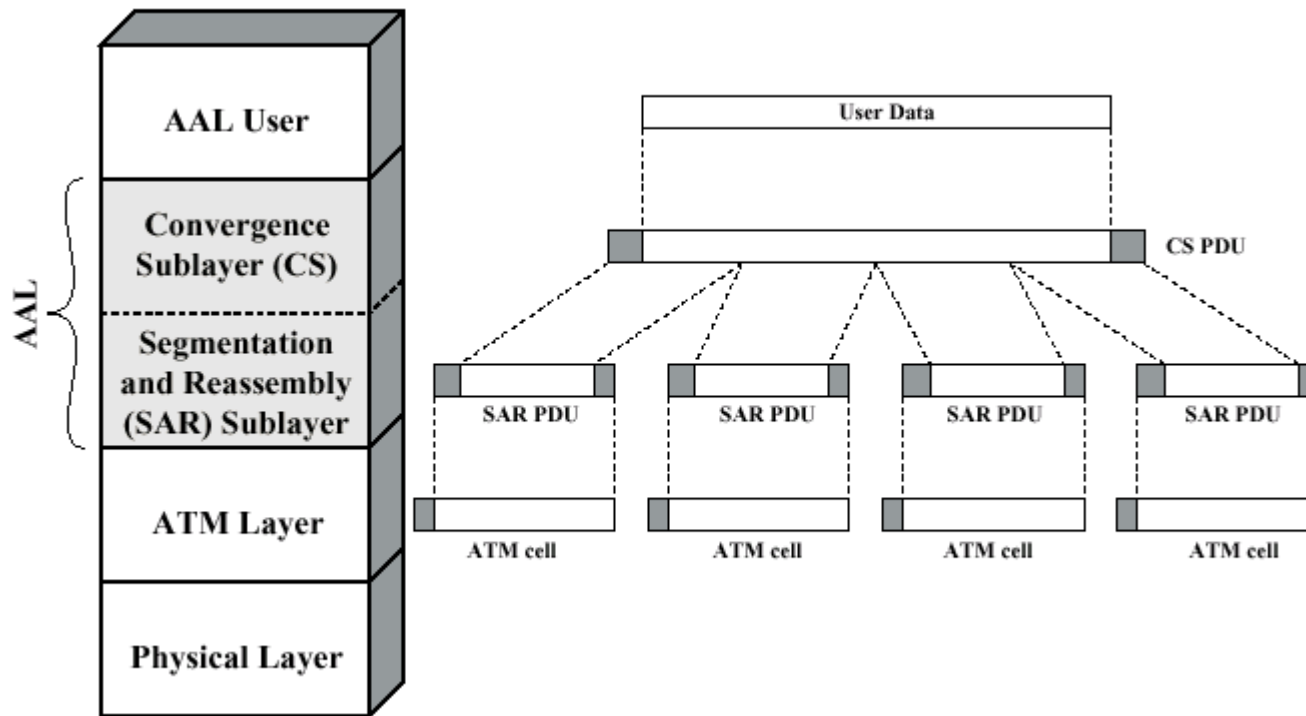 AAL User
Convergence
Sublayer (CS)
AAL
Segmentation
and Reassembly
(SAR) Sublayer
ATM Layer
Physical Layer
User Data
CS PDU
SAR PDU
SAR PDU
SAR PDU
SAR PDU
ATM cell
ATM cell
ATM cell
ATM cell